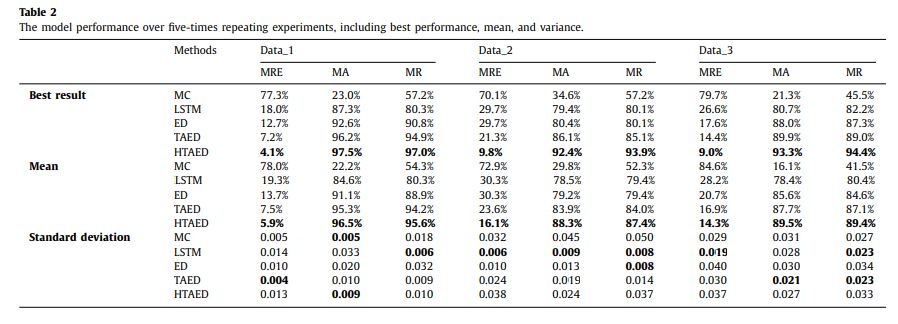 Table 2
The model performance over five-times repeating experiments, including best performance, mean, and variance.
Methods Data_1 Data_2 Data_3
MRE MA MR MRE MA MR MRE MA MR
Best result MC 77.3% 23.0% 57.2% 70.1% 34.6% 57.2% 79.7% 21.3% 45.5%
LSTM 18.0% 87.3% 80.3% 29.7% 79.4% 80.1% 26.6% 80.7% 82.2%
ED 12.7% 92.6% 90.8% 29.7% 80.4% 80.1% 17.6% 88.0% 87.3%
TAED 7.2% 96.2% 94.9% 21.3% 86.1% 85.1% 14.4% 89.9% 89.0%
HTAED 4.1% 97.5% 97.0% 9.8% 92.4% 93.9% 9.0% 93.3% 94.4%
Mean MC 78.0% 22.2% 54.3% 72.9% 29.8% 52.3% 84.6% 16.1% 41.5%
LSTM 19.3% 84.6% 80.3% 30.3% 78.5% 79.4% 28.2% 78.4% 80.4%
ED 13.7% 91.1% 88.9% 30.3% 79.2% 79.4% 20.7% 85.6% 84.6%
TAED 7.5% 95.3% 94.2% 23.6% 83.9% 84.0% 16.9% 87.7% 87.1%
HTAED 5.9% 96.5% 95.6% 16.1% 88.3% 87.4% 14.3% 89.5% 89.4%
Standard deviation MC 0.005 0.005 0.018 0.032 0.045 0.050 0.029 0.031 0.027
LSTM 0.014 0.033 0.006 0.006 0.009 0.008 0.019 0.028 0.023
ED 0.010 0.020 0.032 0.010 0.013 0.008 0.040 0.030 0.034
TAED 0.004 0.010 0.009 0.024 0.019 0.014 0.030 0.021 0.023
HTAED 0.013 0.009 0.010 0.038 0.024 0.037 0.037 0.027 0.033